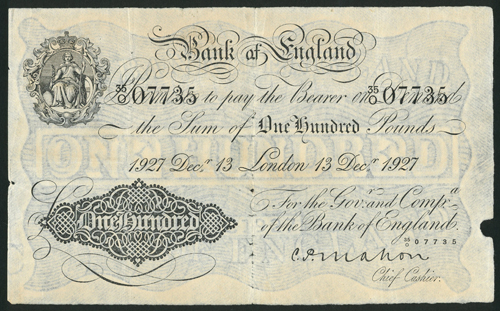 Bank of England
35/O 07735 35/O 07735
Promise to pay the Bearer on Demand
the Sum of One Hundred Pounds.
1927 Decr. 13 London 13 Decr. 1927
For the Govr. and Compa.
of the Bank of England.
35/O 07735
C.P. Mahon
Chief Cashier.
One Hundred